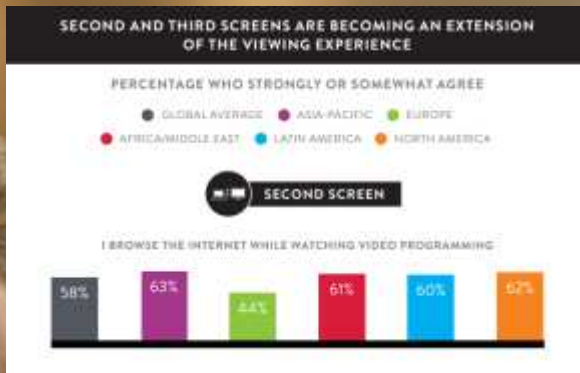 SECOND AND THIRD SCREENS ARE BECOMING AN EXTENSION
OF THE VIEWING EXPERIENCE
PERCENTAGE WHO STRONGLY OR SOMEWHAT AGREE
GLOBAL AVERAGE ASIA-PACIFIC EUROPE
AFRICA/MIDDLE EAST LATIN AMERICA NORTH AMERICA
SECOND SCREEN
I BROWSE THE INTERNET WHILE WATCHING VIDEO PROGRAMMING
58% 63% 44% 61% 60% 62%